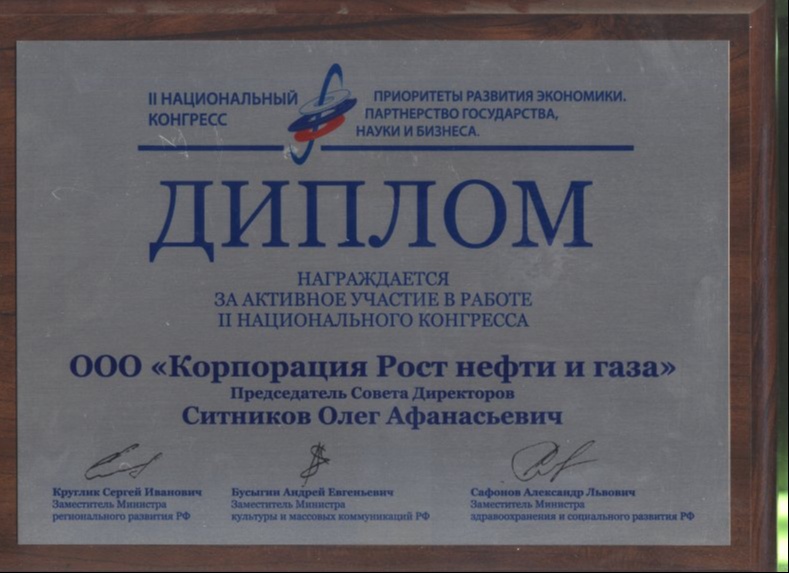 II НАЦИОНАЛЬНЫЙ
КОНГРЕСС
ПРИОРИТЕТЫ РАЗВИТИЯ ЭКОНОМИКИ.
ПАРТНЕРСТВО ГОСУДАРСТВА,
НАУКИ И БИЗНЕСА.
ДИПЛОМ
НАГРАЖДАЕТСЯ
ЗА АКТИВНОЕ УЧАСТИЕ В РАБОТЕ
II НАЦИОНАЛЬНОГО КОНГРЕССА
ООО «Корпорация Рост нефти и газа»
Председатель Совета Директоров
Ситников Олег Афанасьевич
Круглик Сергей Иванович
Заместитель Министра
регионального развития РФ
Бусыгин Андрей Евгеньевич
Заместитель Министра
культуры и массовых коммуникаций РФ
Сафонов Александр Львович
Заместитель Министра
здравоохранения и социального развития РФ